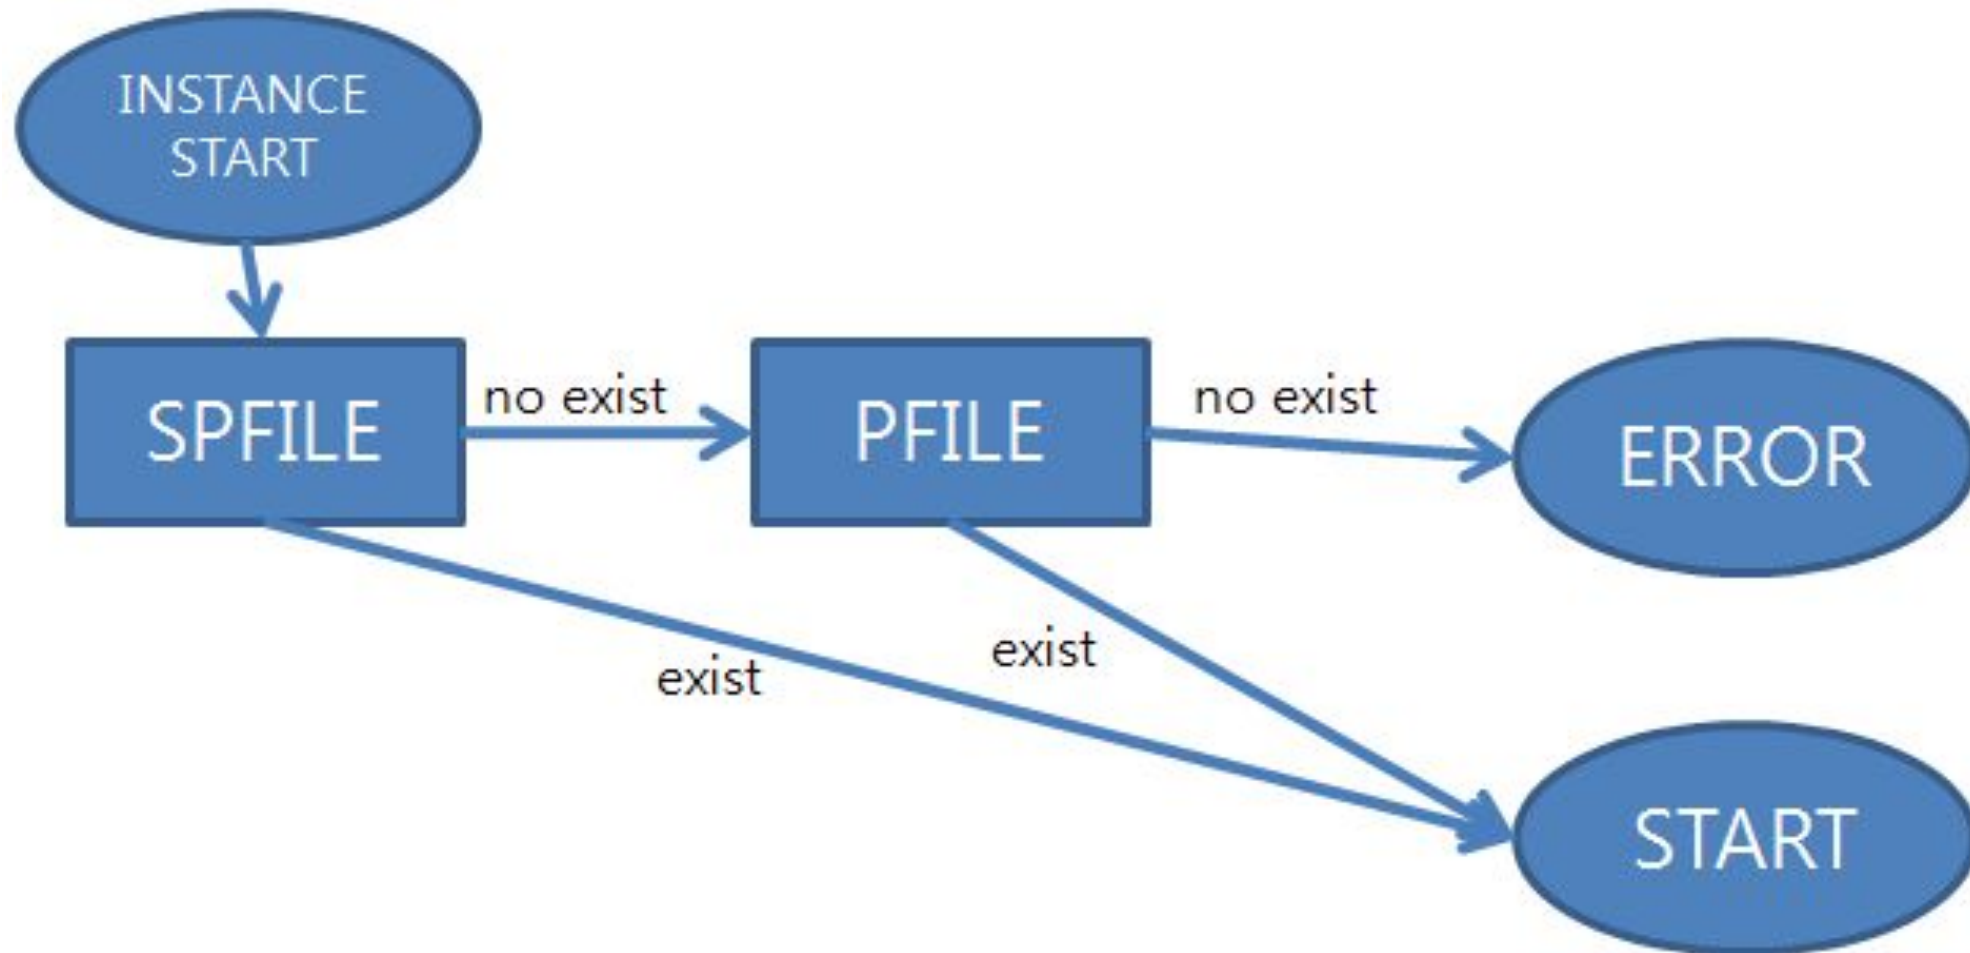 INSTANCE
START
SPFILE
no exist
PFILE
no exist
ERROR
exist
exist
START